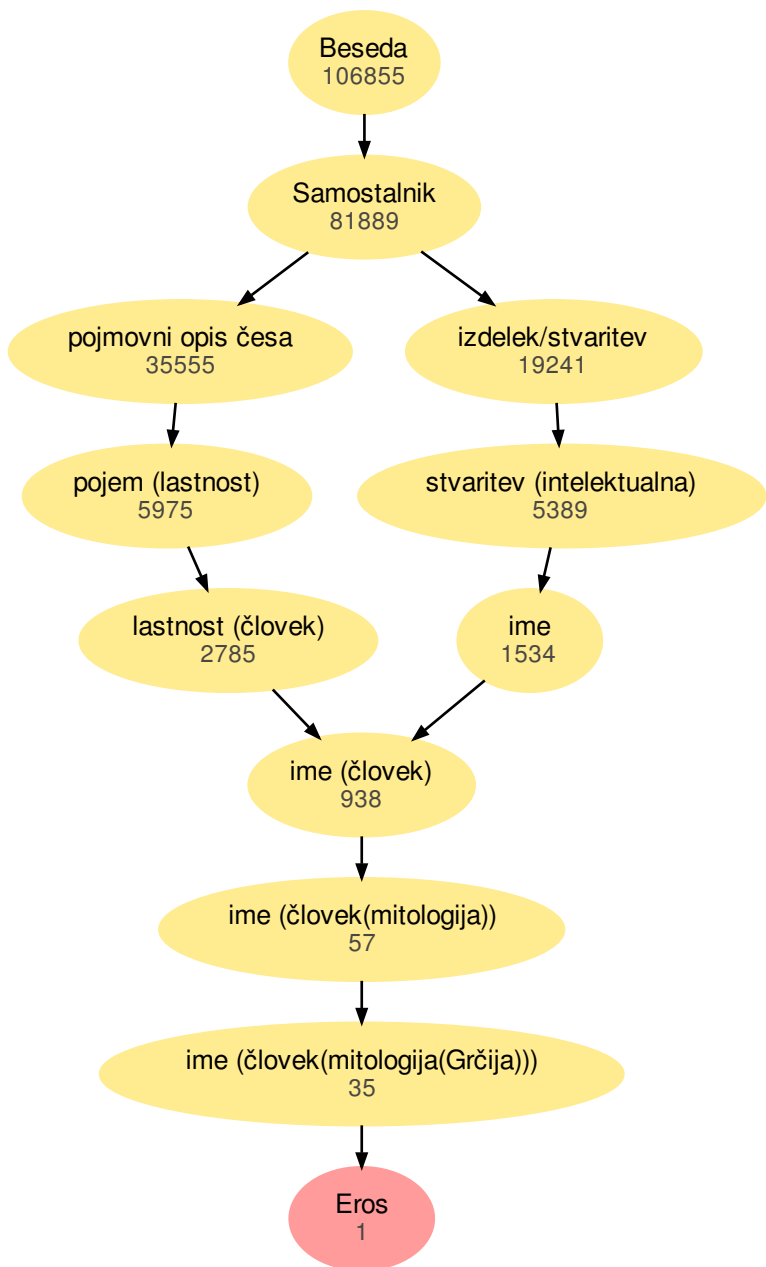 Beseda
106855
Samostalnik
81889
pojmovni opis česa
35555
izdelek/stvaritev
19241
pojem (lastnost)
5975
stvaritev (intelektualna)
5389
lastnost (človek)
2785
ime
1534
ime (človek)
938
ime (človek(mitologija))
57
ime (človek(mitologija(Grčija)))
35
Eros
1